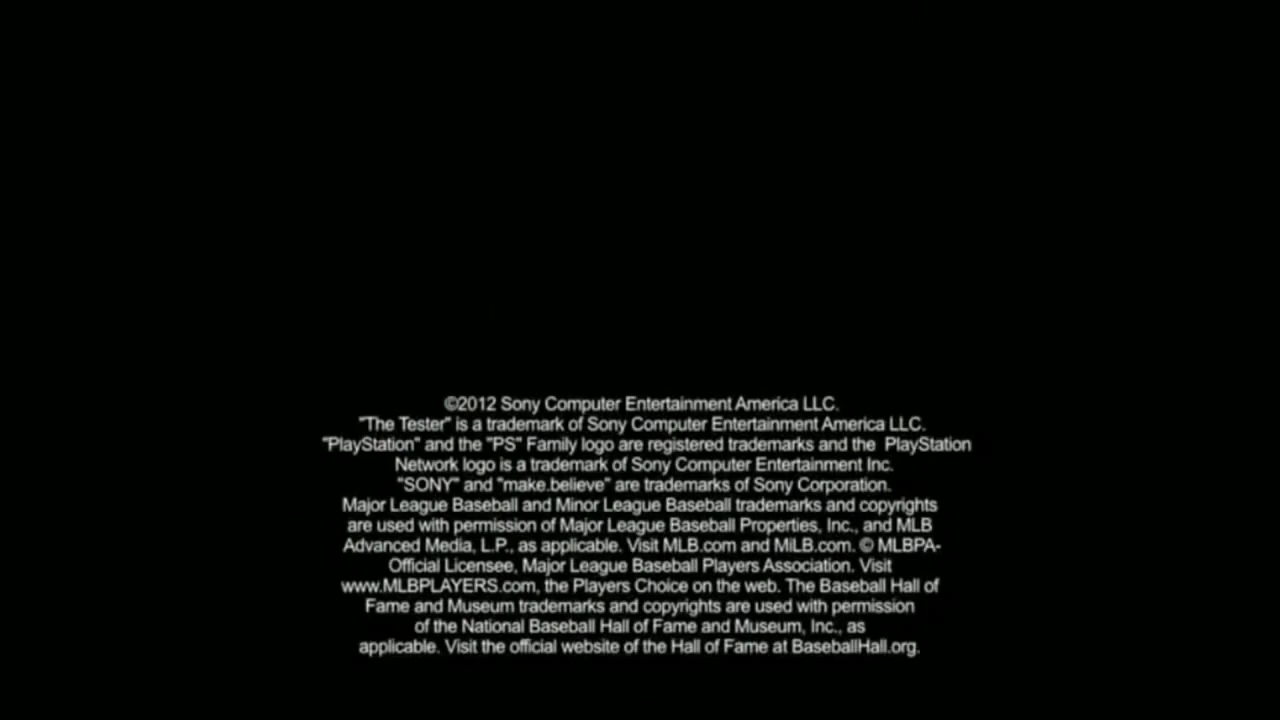 ©2012 Sony Computer Entertainment America LLC.
"The Tester" is a trademark of Sony Computer Entertainment America LLC.
"PlayStation" and the "PS" Family logo are registered trademarks and the  PlayStation
Network logo is a trademark of Sony Computer Entertainment Inc.
"SONY" and "make.believe" are trademarks of Sony Corporation.
Major League Baseball and Minor League Baseball trademarks and copyrights
are used with permission of Major League Baseball Properties, Inc., and MLB
Advanced Media, L.P., as applicable. Visit MLB.com and MiLB.com. © MLBPA-
Official Licensee, Major League Baseball Players Association. Visit
www.MLBPLAYERS.com, the Players Choice on the web. The Baseball Hall of
Fame and Museum trademarks and copyrights are used with permission
of the National Baseball Hall of Fame and Museum, Inc., as
applicable. Visit the official website of the Hall of Fame at BaseballHall.org.